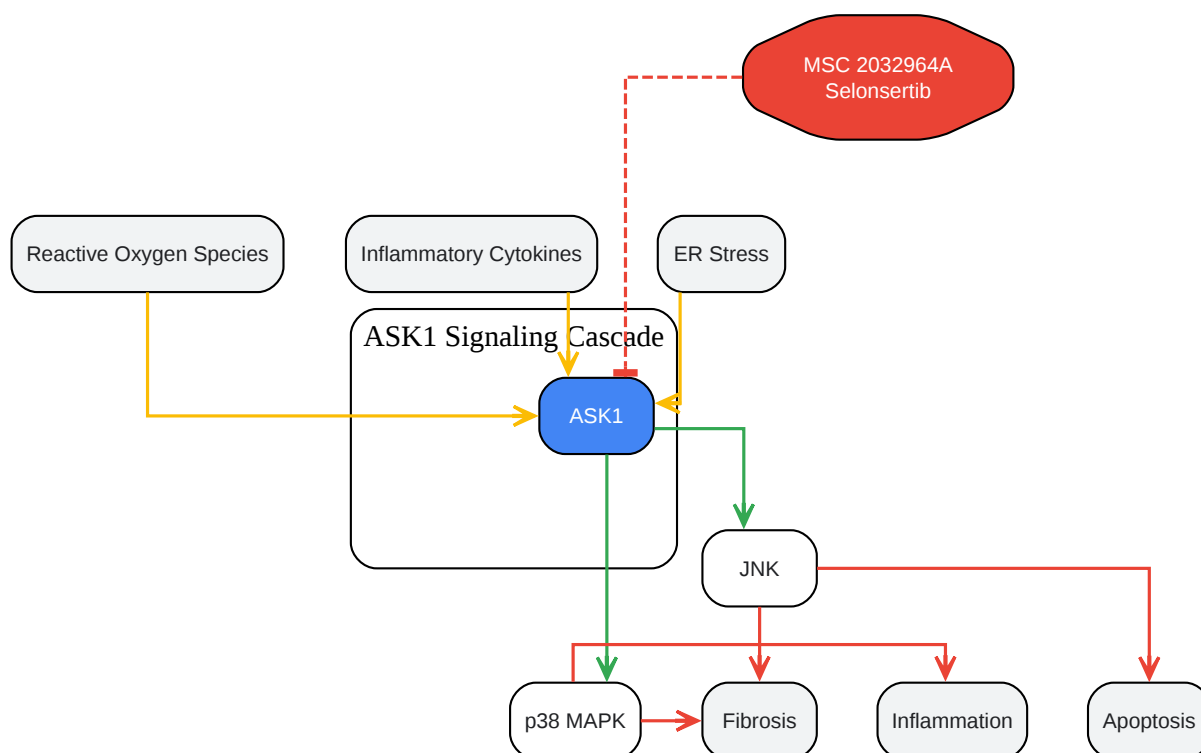 MSC 2032964A
Selonsertib
Reactive Oxygen Species
Inflammatory Cytokines
ER Stress
ASK1 Signaling Cascade
ASK1
JNK
p38 MAPK
Fibrosis
Inflammation
Apoptosis